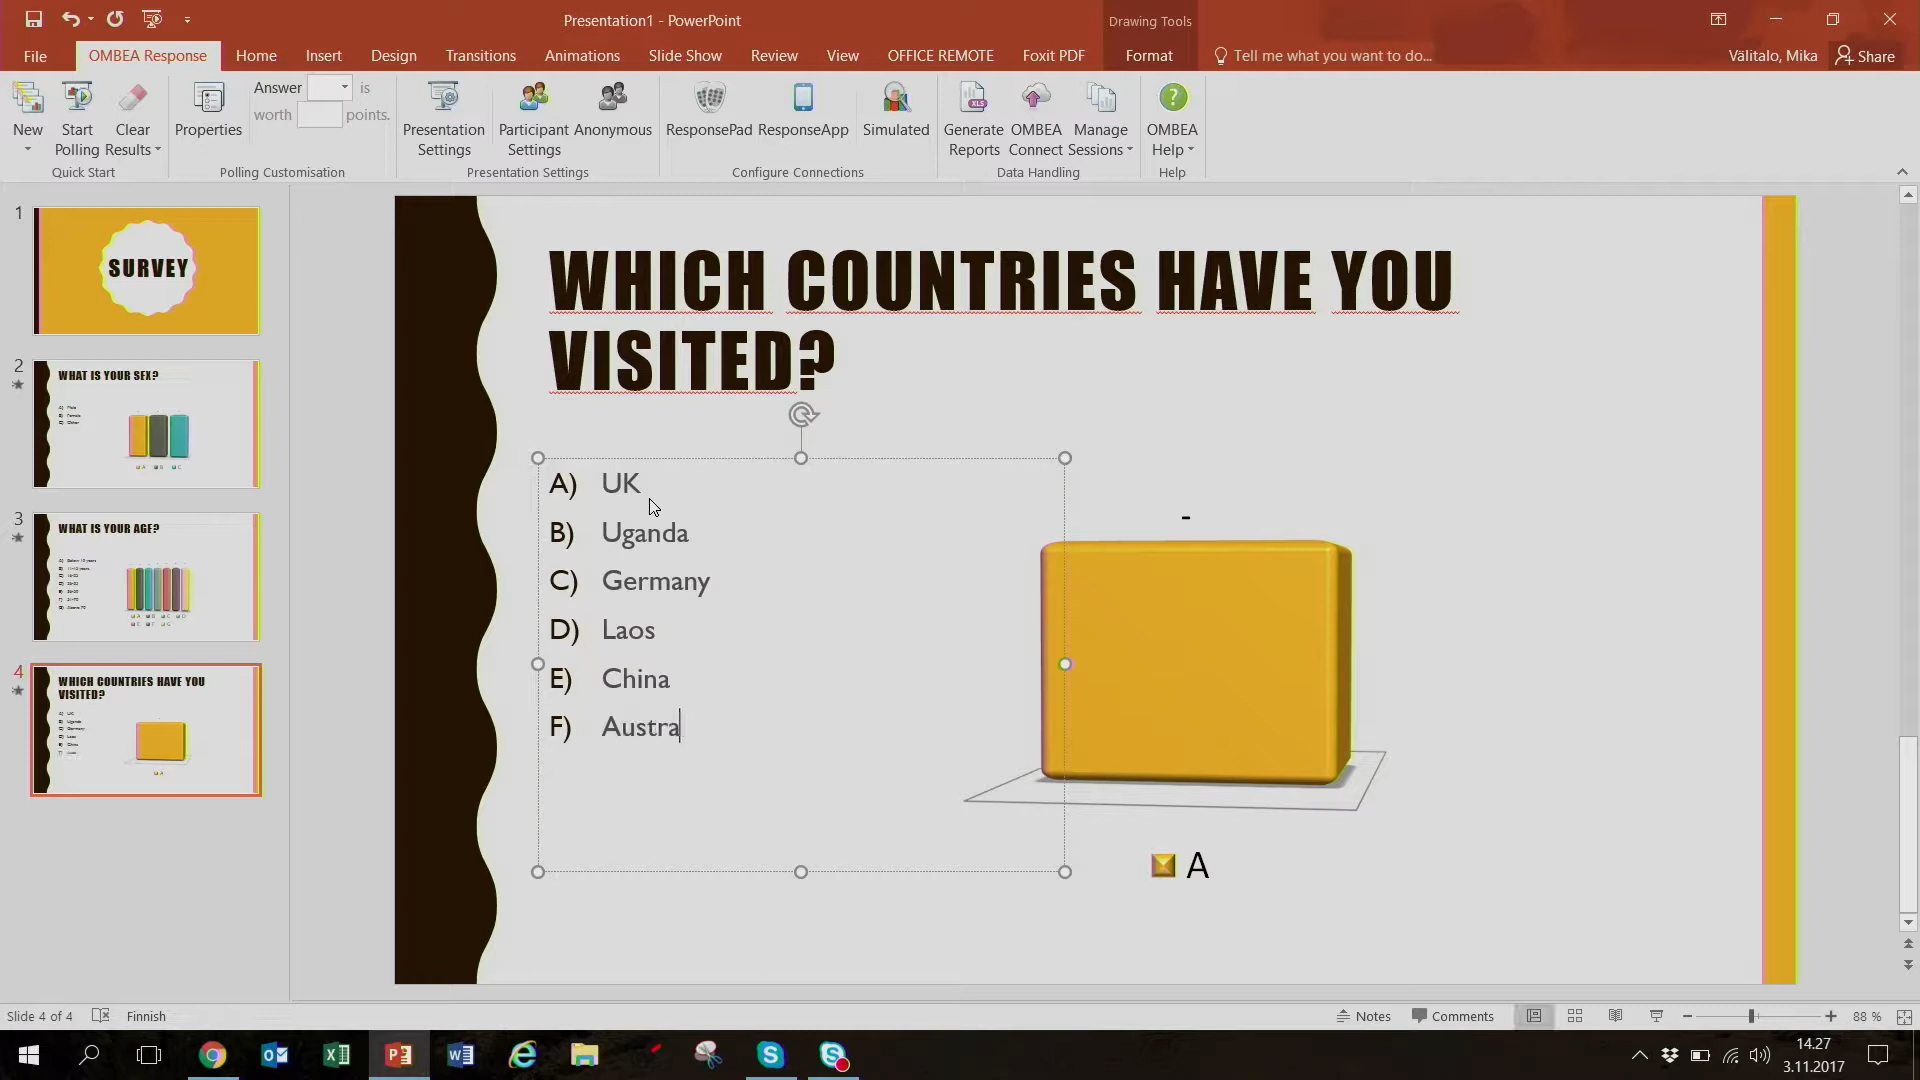 Presentation1 - PowerPoint
Drawing Tools
File
OMBEA Response
Home
Insert
Design
Transitions
Animations
Slide Show
Review
View
OFFICE REMOTE
Foxit PDF
Format
Tell me what you want to do...
Välitalo, Mika
Share
New
Start
Polling
Clear
Results
Quick Start
Properties
Answer is
worth points.
Polling Customisation
Presentation
Settings
Participant
Settings
Anonymous
Presentation Settings
ResponsePad
ResponseApp
Simulated
Configure Connections
Generate
Reports
OMBEA
Connect
Manage
Sessions
Data Handling
OMBEA
Help
Help
1
SURVEY
2
WHAT IS YOUR SEX?
3
WHAT IS YOUR AGE?
4
WHICH COUNTRIES HAVE YOU
VISITED?
WHICH COUNTRIES HAVE YOU
VISITED?
A) UK
B) Uganda
C) Germany
D) Laos
E) China
F) Austra
-
A
Slide 4 of 4
Finnish
Notes
Comments
88 %
14.27
3.11.2017